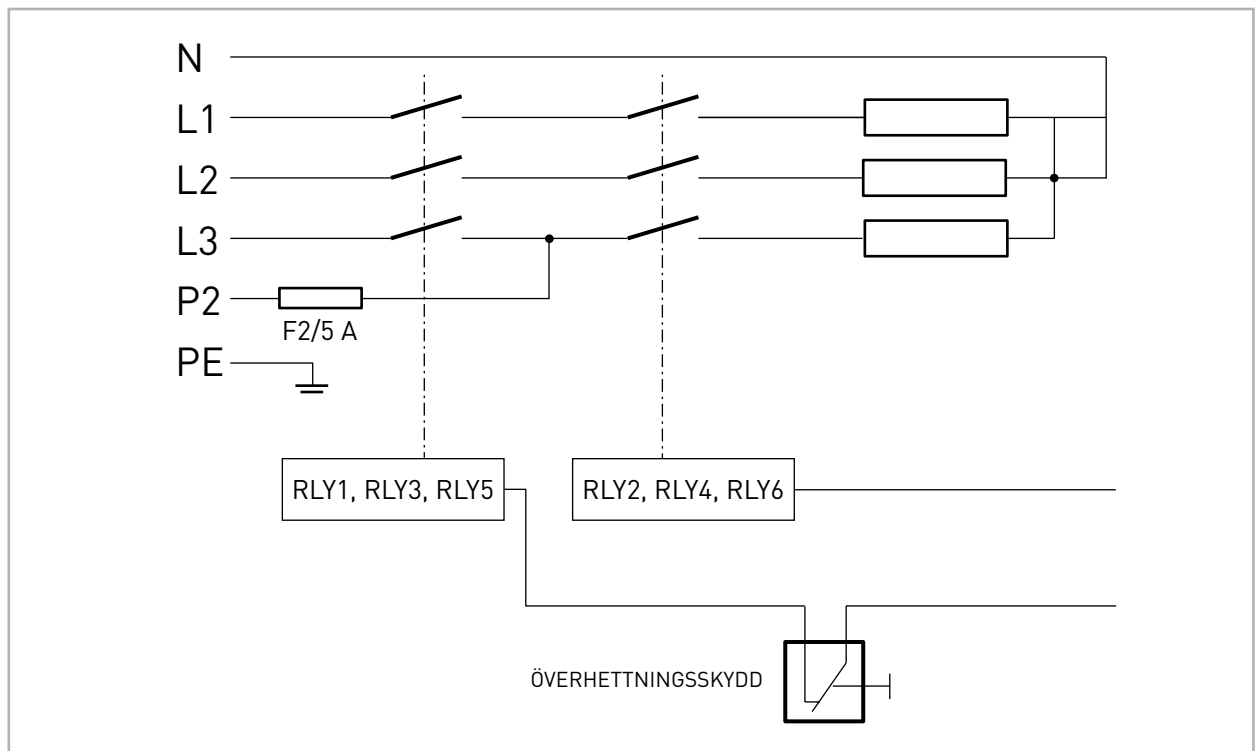 N
L1
L2
L3
P2
F2/5 A
PE
RLY1, RLY3, RLY5
RLY2, RLY4, RLY6
ÖVERHETTNINGSSKYDD